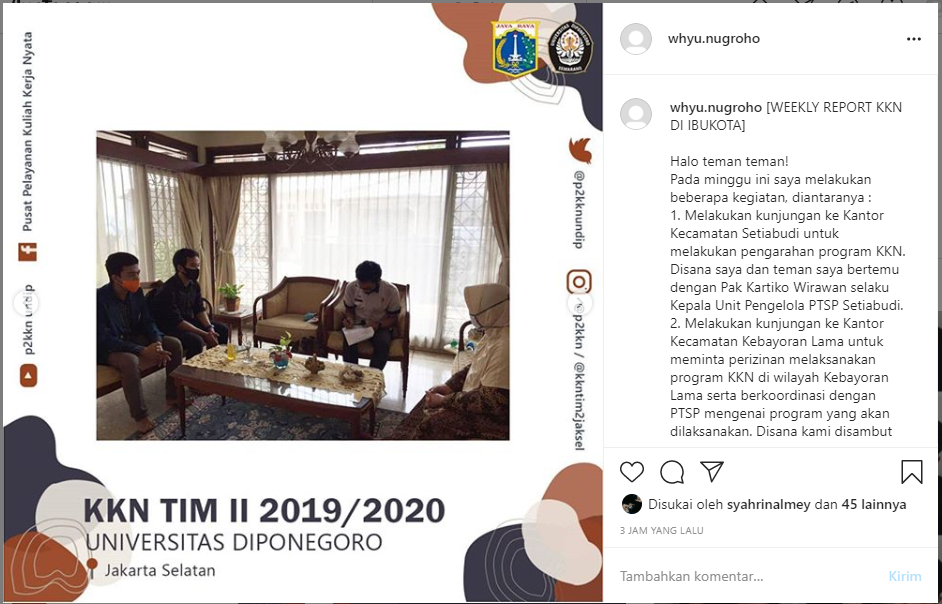 JAYA RAYA
UNIVERSITAS DIPONEGORO
SEMARANG
Pusat Pelayanan Kuliah Kerja Nyata
p2kkn undip
@p2kknundip
@p2kkn / @kkntim2jaksel
KKN TIM II 2019/2020
UNIVERSITAS DIPONEGORO
Jakarta Selatan
whyu.nugroho
whyu.nugroho [WEEKLY REPORT KKN
DI IBUKOTA]
Halo teman teman!
Pada minggu ini saya melakukan
beberapa kegiatan, diantaranya :
1. Melakukan kunjungan ke Kantor
Kecamatan Setiabudi untuk
melakukan pengarahan program KKN.
Disana saya dan teman saya bertemu
dengan Pak Kartiko Wirawan selaku
Kepala Unit Pengelola PTSP Setiabudi.
2. Melakukan kunjungan ke Kantor
Kecamatan Kebayoran Lama untuk
meminta perizinan melaksanakan
program KKN di wilayah Kebayoran
Lama serta berkoordinasi dengan
PTSP mengenai program yang akan
dilaksanakan. Disana kami disambut
Disukai oleh syahrinalmey dan 45 lainnya
3 JAM YANG LALU
Tambahkan komentar...
Kirim